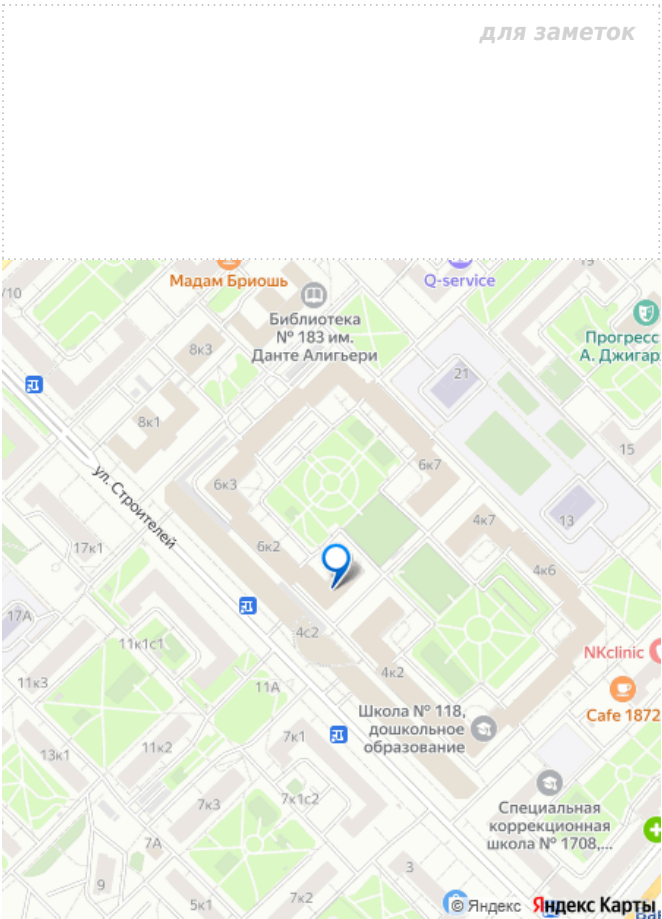 для заметок
19
Мадам Бриошь
Q-service
/10
Библиотека
№ 183 им.
Данте Алигьери
Прогресс
А. Джигар
8к3
21
8к1
15
6к7
6к3
ул. Строителей
4к7
13
17к1
6к2
4к6
17А
4с2
11к1с1
NKclinic
4к2
11к3
11А
Cafe 1872
Школа № 118,
дошкольное
образование
7к1
13к1
11к2
Специальная
коррекционная
школа № 1708,...
7к3
7к1с2
7А
3
9
5к1
7к2
© Яндекс Яндекс Карты